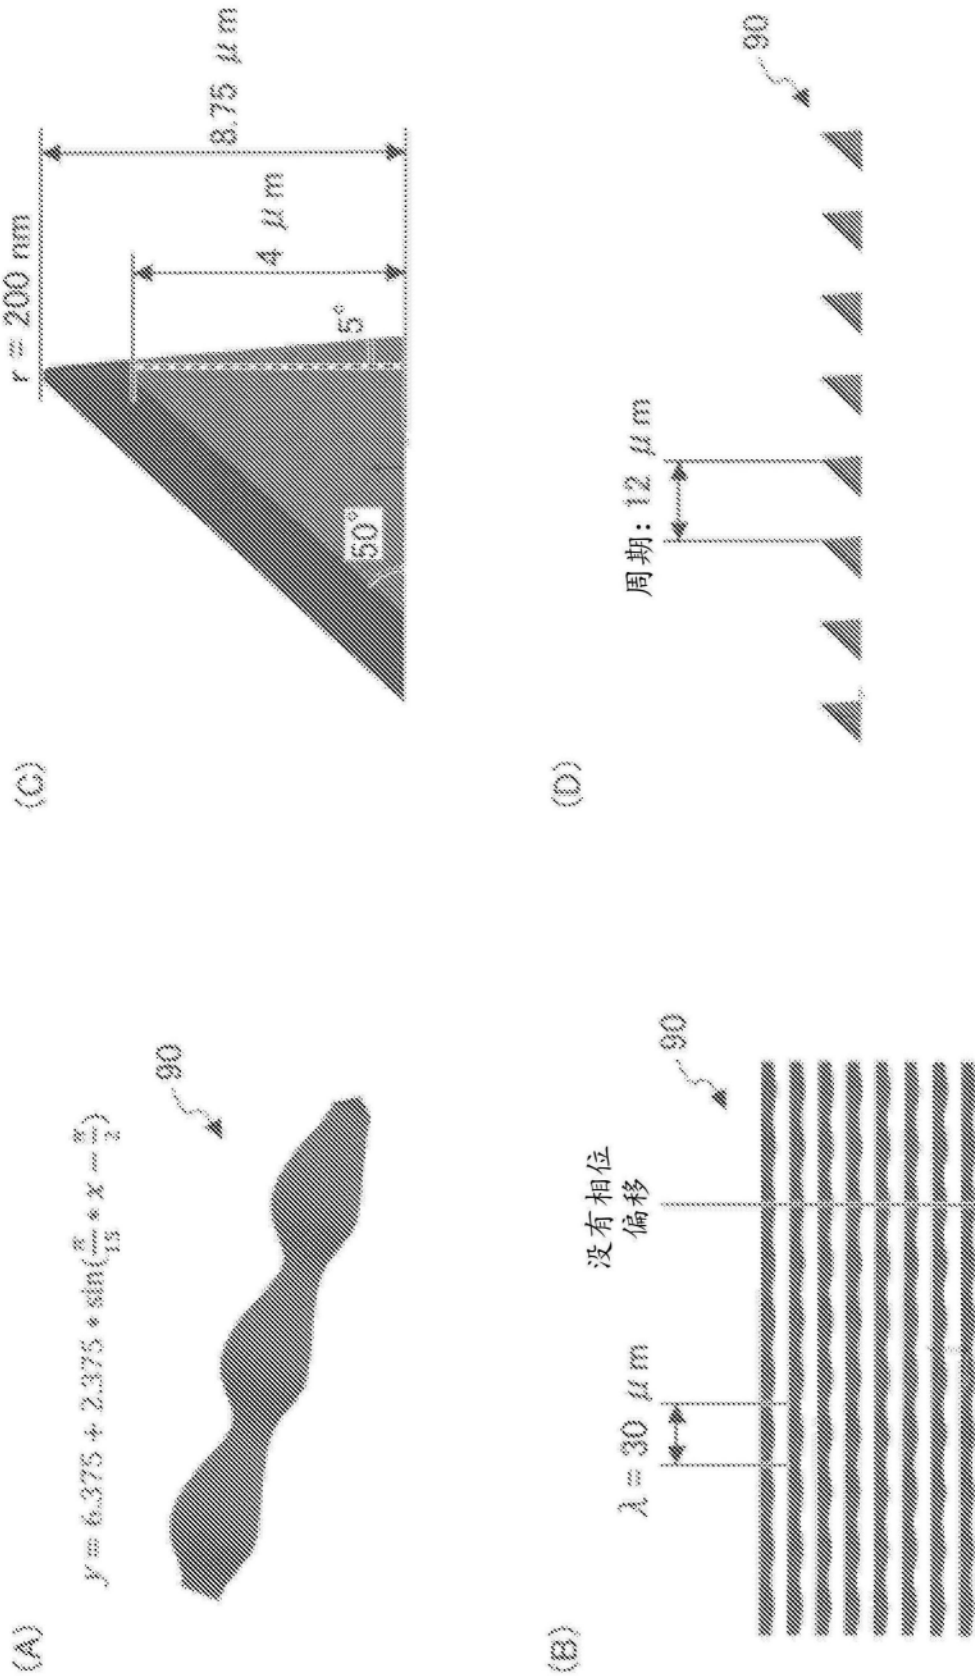 (A)
y = 6.375 + 2.375 * sin(π/15 * x − π/2)
90
(B)
λ = 30 μm
没有相位
偏移
90
(C)
r = 200 nm
8.75 μm
4 μm
5°
50°
(D)
周期: 12 μm
90